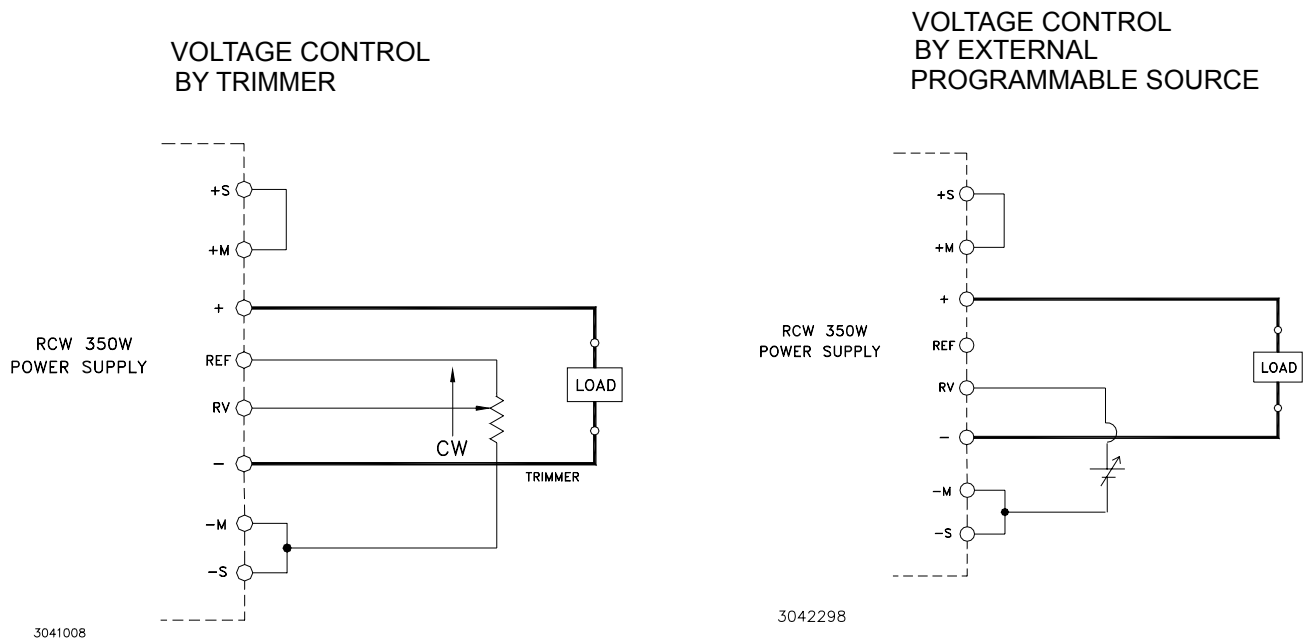 VOLTAGE CONTROL
BY TRIMMER
+S
+M
+
REF
RV
-
-M
-S
RCW 350W
POWER SUPPLY
CW
LOAD
TRIMMER
3041008
VOLTAGE CONTROL
BY EXTERNAL
PROGRAMMABLE SOURCE
+S
+M
+
REF
RV
-
-M
-S
RCW 350W
POWER SUPPLY
LOAD
3042298